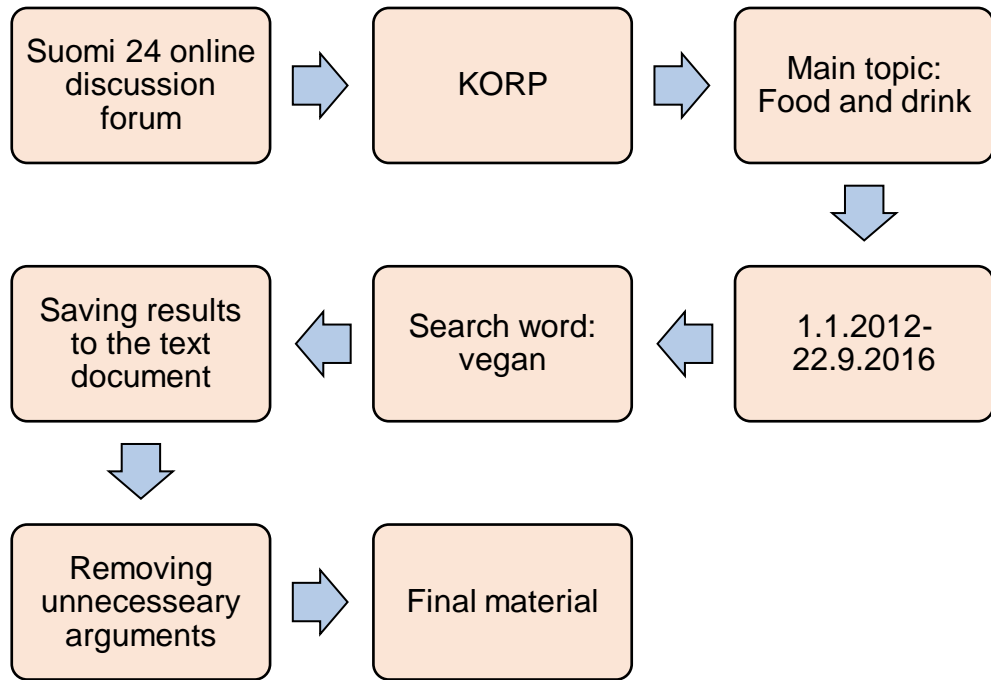 Suomi 24 online
discussion
forum
KORP
Main topic:
Food and drink
1.1.2012-
22.9.2016
Search word:
vegan
Saving results
to the text
document
Removing
unnecesseary
arguments
Final material